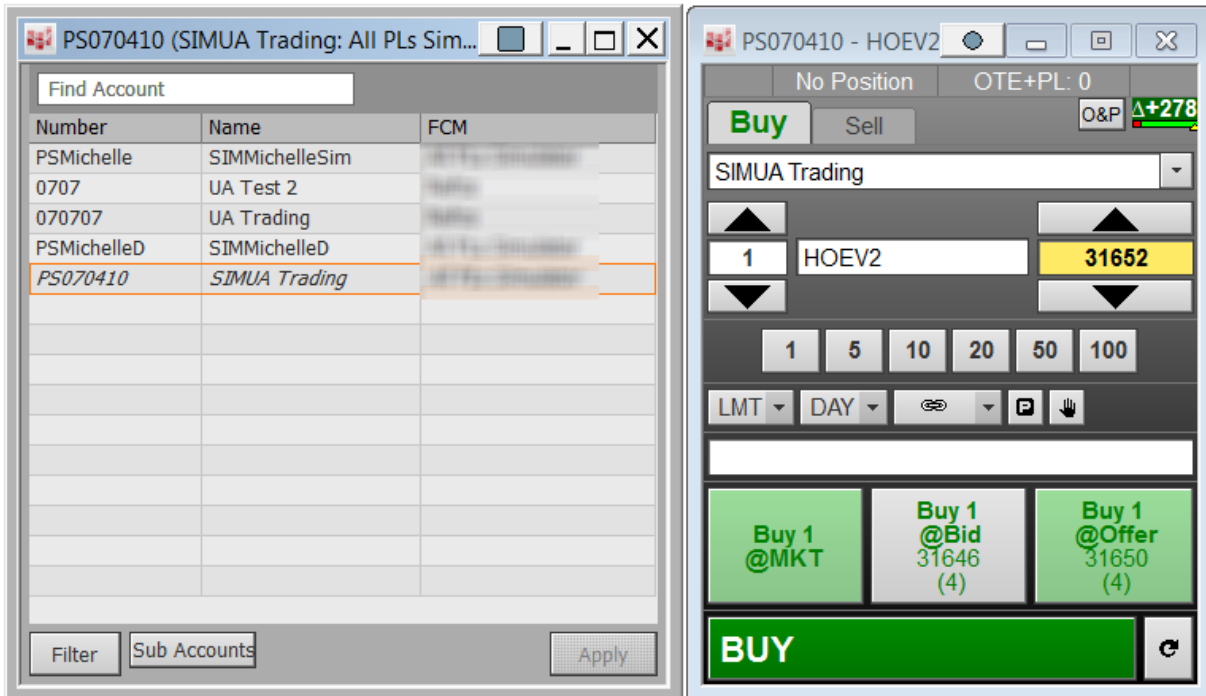 PS070410 (SIMUA Trading: All PLs Sim...
Find Account
Number Name FCM
PSMichelle SIMMichelleSim
0707 UA Test 2
070707 UA Trading
PSMichelleD SIMMichelleD
PS070410 SIMUA Trading
Filter Sub Accounts Apply
PS070410 - HOEV2
No Position OTE+PL: 0
Buy Sell O&P Δ+278
SIMUA Trading
1 HOEV2 31652
1 5 10 20 50 100
LMT DAY P
Buy 1
@MKT
Buy 1
@Bid
31646
(4)
Buy 1
@Offer
31650
(4)
BUY